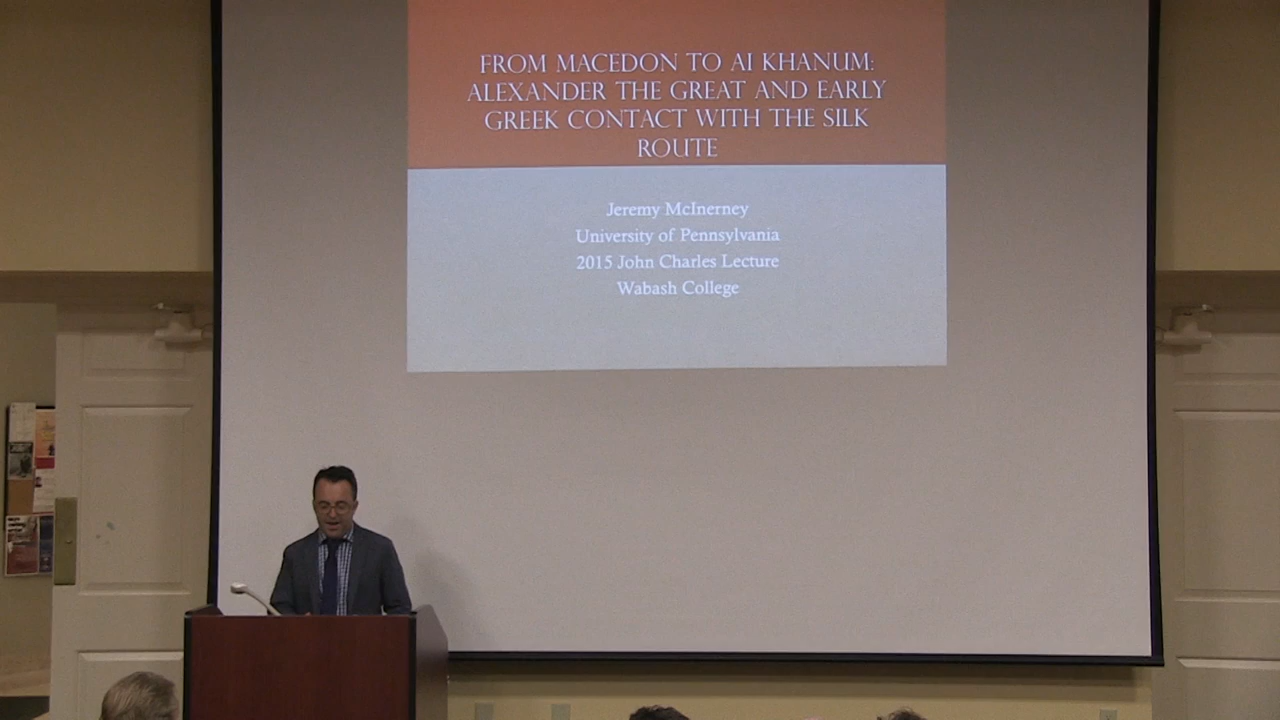 FROM MACEDON TO AI KHANUM:
ALEXANDER THE GREAT AND EARLY
GREEK CONTACT WITH THE SILK
ROUTE
Jeremy McInerney
University of Pennsylvania
2015 John Charles Lecture
Wabash College